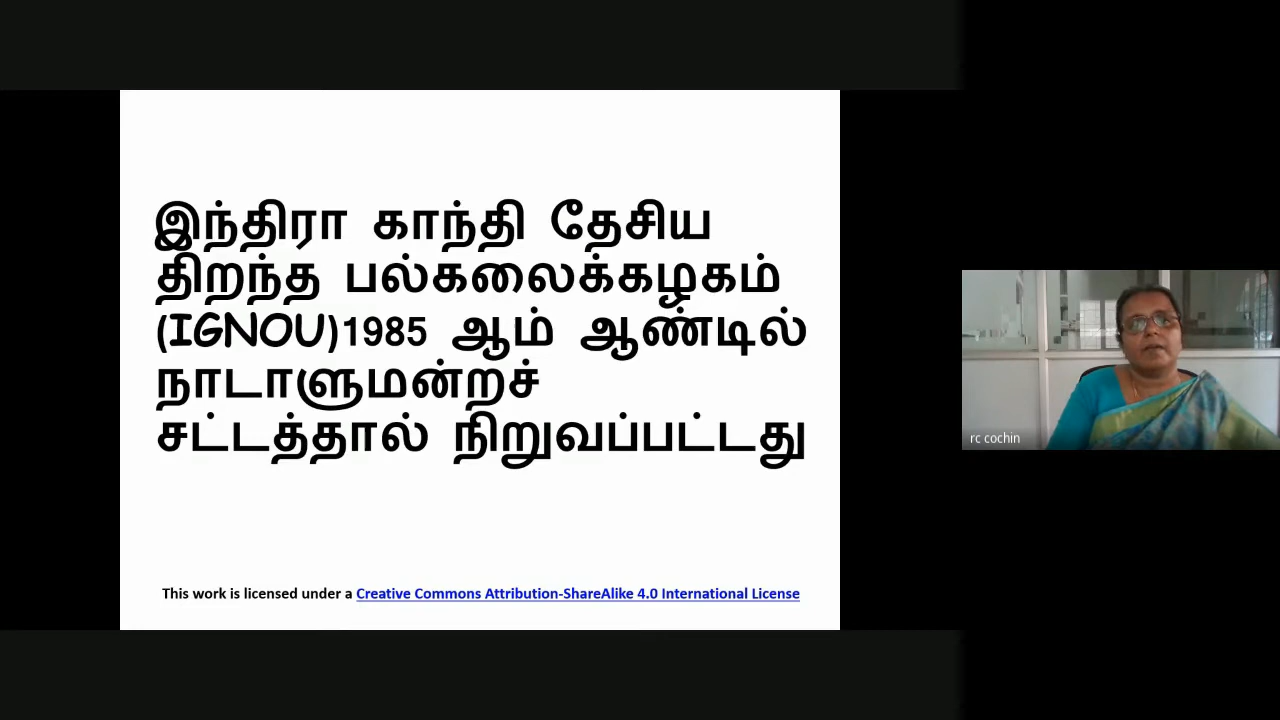 இந்திரா காந்தி தேசிய
திறந்த பல்கலைக்கழகம்
(IGNOU)1985 ஆம் ஆண்டில்
நாடாளுமன்றச்
சட்டத்தால் நிறுவப்பட்டது
This work is licensed under a Creative Commons Attribution-ShareAlike 4.0 International License
rc cochin